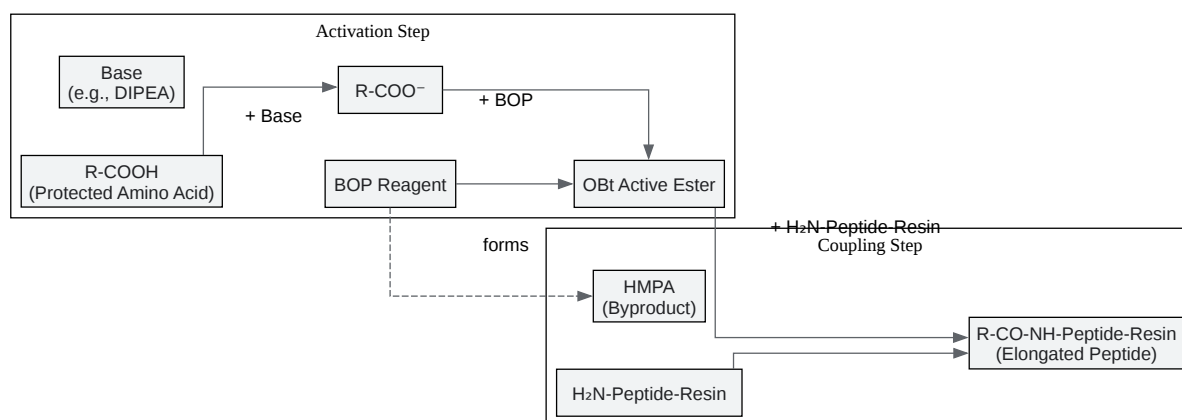 Activation Step
Base
(e.g., DIPEA)
R-COO⁻
+ BOP
+ Base
R-COOH
(Protected Amino Acid)
BOP Reagent
OBt Active Ester
+ H₂N-Peptide-Resin
Coupling Step
forms
HMPA
(Byproduct)
R-CO-NH-Peptide-Resin
(Elongated Peptide)
H₂N-Peptide-Resin